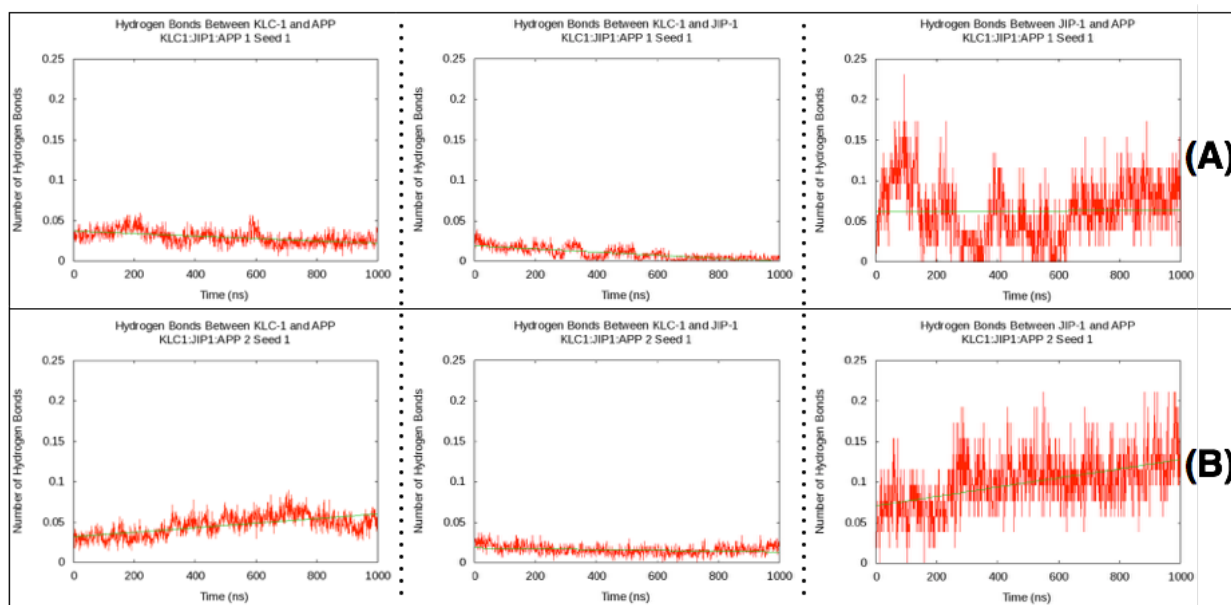 Hydrogen Bonds Between KLC-1 and APP
KLC1:JIP1:APP 1 Seed 1
Number of Hydrogen Bonds
0.25
0.2
0.15
0.1
0.05
0
0 200 400 600 800 1000
Time (ns)
Hydrogen Bonds Between KLC-1 and JIP-1
KLC1:JIP1:APP 1 Seed 1
Number of Hydrogen Bonds
0.25
0.2
0.15
0.1
0.05
0
0 200 400 600 800 1000
Time (ns)
Hydrogen Bonds Between JIP-1 and APP
KLC1:JIP1:APP 1 Seed 1
Number of Hydrogen Bonds
0.25
0.2
0.15
0.1
0.05
0
0 200 400 600 800 1000
Time (ns)
(A)
Hydrogen Bonds Between KLC-1 and APP
KLC1:JIP1:APP 2 Seed 1
Number of Hydrogen Bonds
0.25
0.2
0.15
0.1
0.05
0
0 200 400 600 800 1000
Time (ns)
Hydrogen Bonds Between KLC-1 and JIP-1
KLC1:JIP1:APP 2 Seed 1
Number of Hydrogen Bonds
0.25
0.2
0.15
0.1
0.05
0
0 200 400 600 800 1000
Time (ns)
Hydrogen Bonds Between JIP-1 and APP
KLC1:JIP1:APP 2 Seed 1
Number of Hydrogen Bonds
0.25
0.2
0.15
0.1
0.05
0
0 200 400 600 800 1000
Time (ns)
(B)